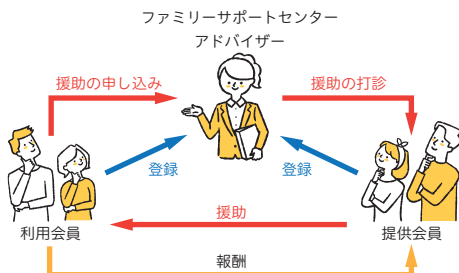 ファミリーサポートセンター
アドバイザー
援助の申し込み
援助の打診
登録
登録
援助
利用会員
提供会員
報酬